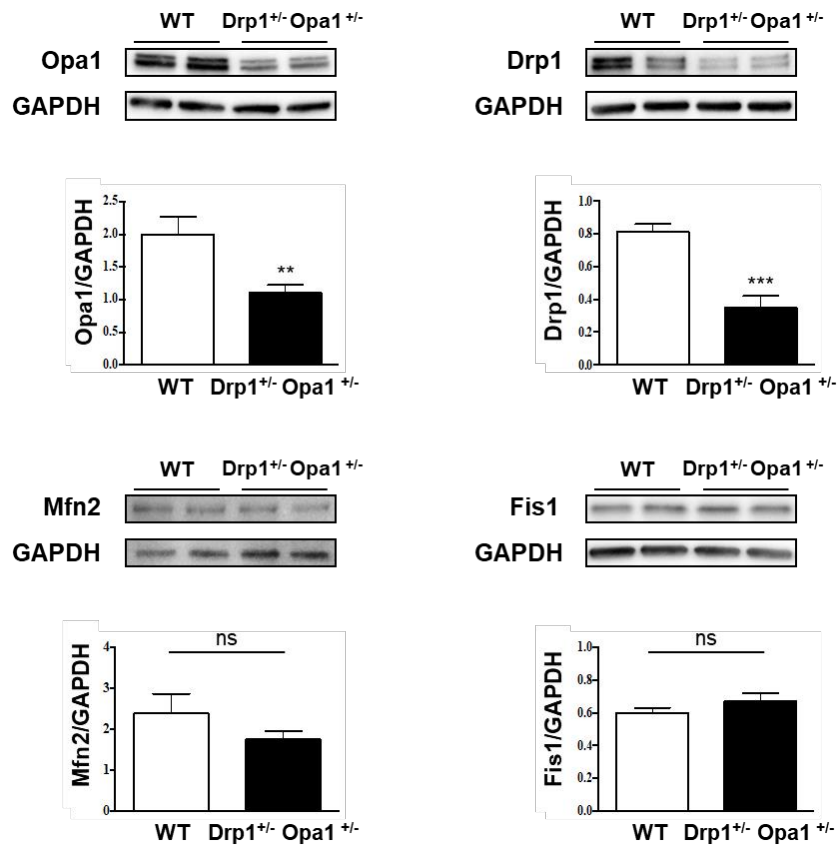 WT Drp1+/- Opa1 +/-
Opa1
GAPDH
2.5
2.0
1.5
1.0
0.5
0.0
Opa1/GAPDH
**
WT Drp1+/- Opa1 +/-
WT Drp1+/- Opa1 +/-
Drp1
GAPDH
1.0
0.8
0.6
0.4
0.2
0.0
Drp1/GAPDH
***
WT Drp1+/- Opa1 +/-
WT Drp1+/- Opa1 +/-
Mfn2
GAPDH
4
3
2
1
0
Mfn2/GAPDH
ns
WT Drp1+/- Opa1 +/-
WT Drp1+/- Opa1 +/-
Fis1
GAPDH
1.0
0.8
0.6
0.4
0.2
0.0
Fis1/GAPDH
ns
WT Drp1+/- Opa1 +/-